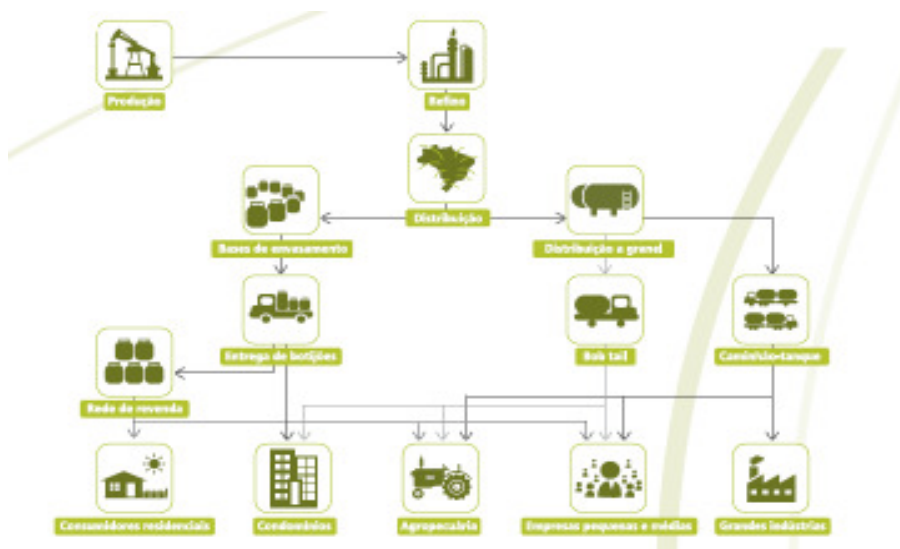 Produção
Refino
Distribuição
Bases de envasamento
Distribuição a granel
Entrega de botijões
Bob tail
Caminhão-tanque
Rede de revenda
Consumidores residenciais
Condomínios
Agropecuária
Empresas pequenas e médias
Grandes indústrias